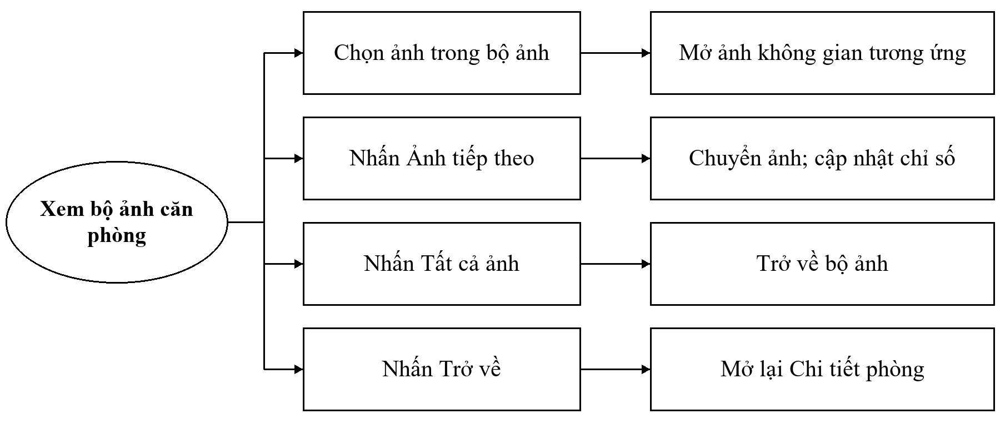 Xem bộ ảnh căn
phòng
Chọn ảnh trong bộ ảnh
Mở ảnh không gian tương ứng
Nhấn Ảnh tiếp theo
Chuyển ảnh; cập nhật chỉ số
Nhấn Tất cả ảnh
Trở về bộ ảnh
Nhấn Trở về
Mở lại Chi tiết phòng